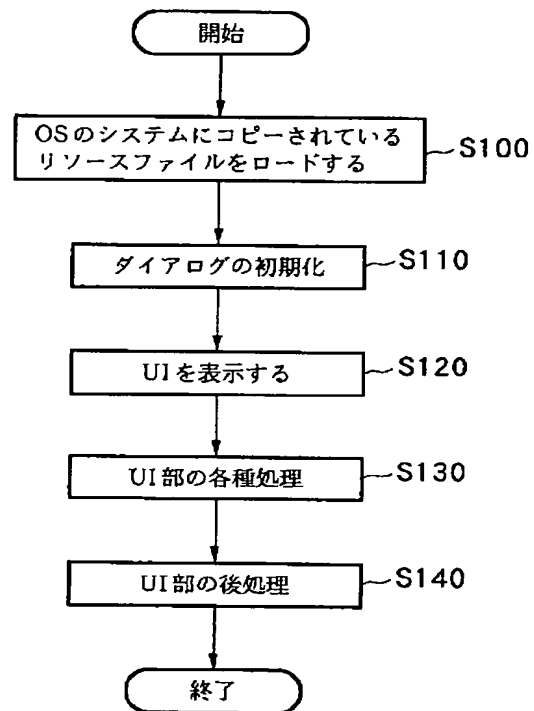 開始
OSのシステムにコピーされている
リソースファイルをロードする
S100
ダイアログの初期化
S110
UIを表示する
S120
UI部の各種処理
S130
UI部の後処理
S140
終了